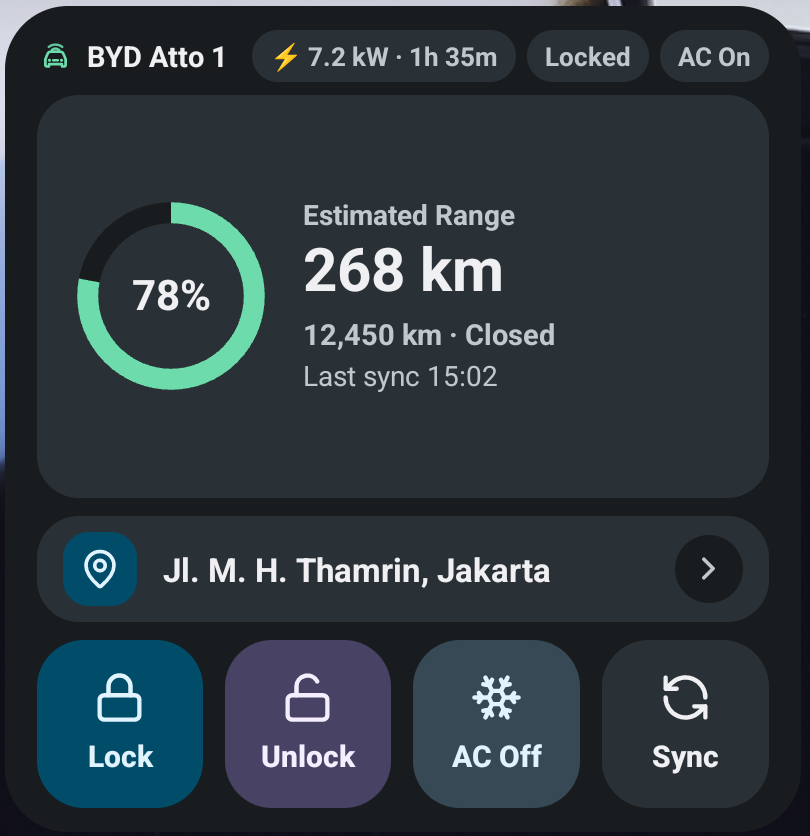 BYD Atto 1
⚡ 7.2 kW · 1h 35m
Locked
AC On
78%
Estimated Range
268 km
12,450 km · Closed
Last sync 15:02
Jl. M. H. Thamrin, Jakarta
Lock
Unlock
AC Off
Sync